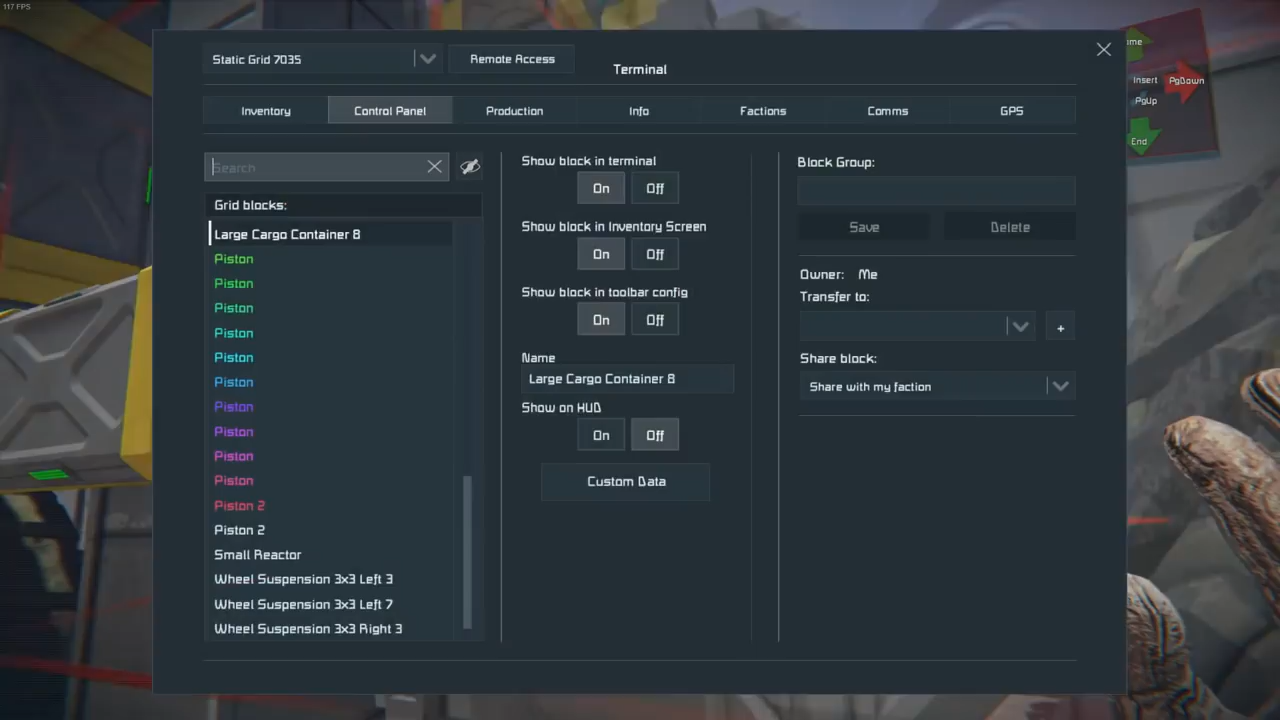 117 FPS
Static Grid 7035
Remote Access
Terminal
Inventory
Control Panel
Production
Info
Factions
Comms
GPS
Search
Grid blocks:
Large Cargo Container 8
Piston
Piston
Piston
Piston
Piston
Piston
Piston
Piston
Piston
Piston
Piston 2
Piston 2
Small Reactor
Wheel Suspension 3x3 Left 3
Wheel Suspension 3x3 Left 7
Wheel Suspension 3x3 Right 3
Show block in terminal
On Off
Show block in Inventory Screen
On Off
Show block in toolbar config
On Off
Name
Large Cargo Container 8
Show on HUD
On Off
Custom Data
Block Group:
Save Delete
Owner: Me
Transfer to:
+
Share block:
Share with my faction
Insert PgDown
PgUp
End